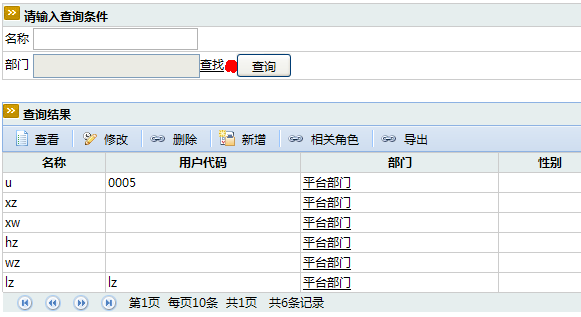 请输入查询条件
名称
部门 查找 查询
查询结果
查看 修改 删除 新增 相关角色 导出
名称 用户代码 部门 性别
u 0005 平台部门
xz 平台部门
xw 平台部门
hz 平台部门
wz 平台部门
lz lz 平台部门
第1页 每页10条 共1页 共6条记录